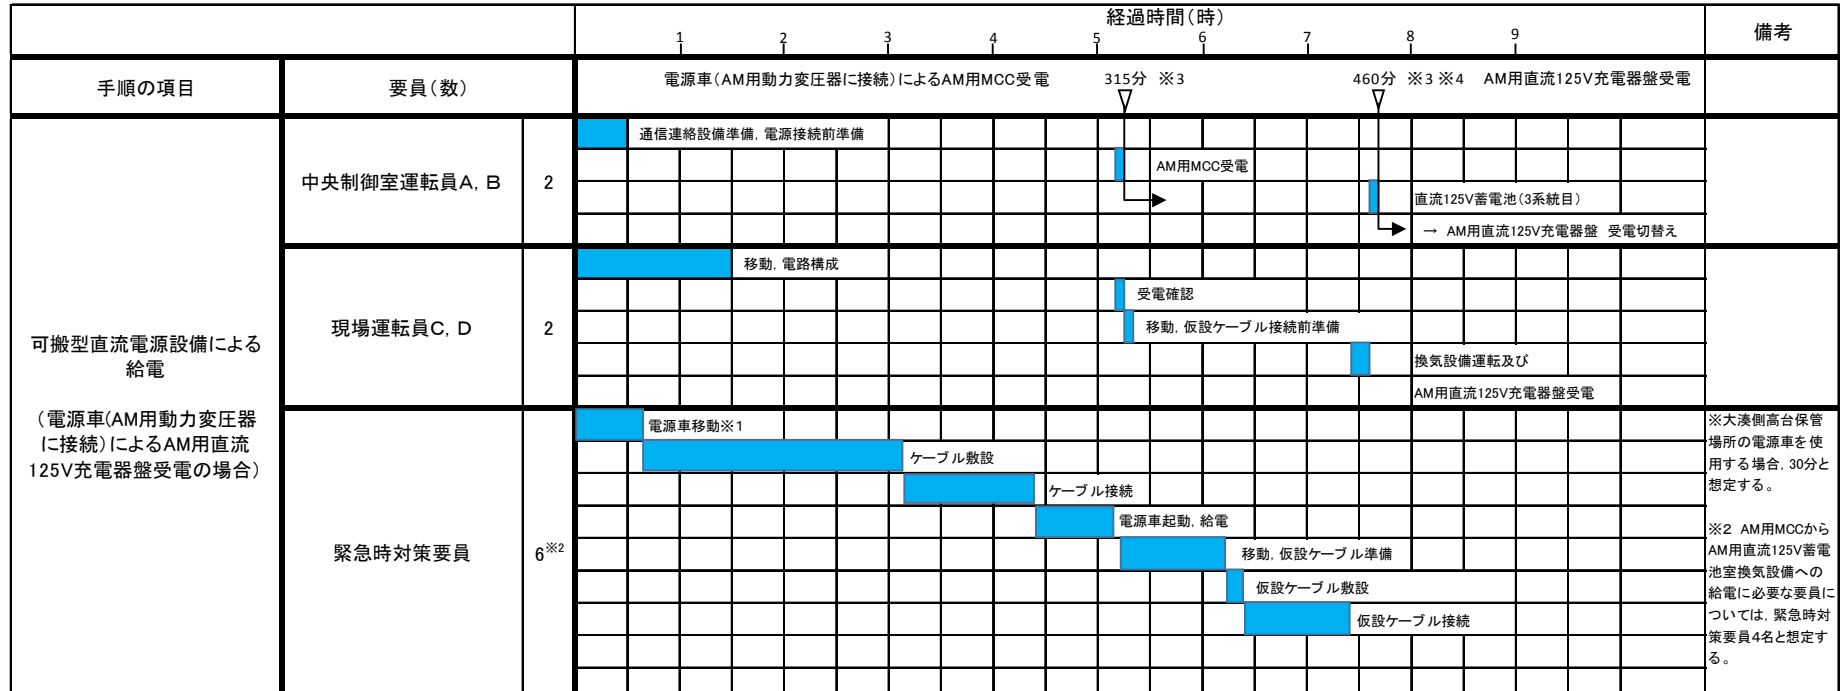 経過時間(時)
備考
1 2 3 4 5 6 7 8 9
手順の項目
要員(数)
電源車(AM用動力変圧器に接続)によるAM用MCC受電
315分 ※3
460分 ※3 ※4 AM用直流125V充電器盤受電
可搬型直流電源設備による
給電
(電源車(AM用動力変圧器
に接続)によるAM用直流
125V充電器盤受電の場合)
中央制御室運転員A, B
2
通信連絡設備準備, 電源接続前準備
AM用MCC受電
直流125V蓄電池(3系統目)
→ AM用直流125V充電器盤 受電切替え
現場運転員C, D
2
移動, 電路構成
受電確認
移動, 仮設ケーブル接続前準備
換気設備運転及び
AM用直流125V充電器盤受電
緊急時対策要員
6※2
電源車移動※1
ケーブル敷設
ケーブル接続
電源車起動, 給電
移動, 仮設ケーブル準備
仮設ケーブル敷設
仮設ケーブル接続
※大湊側高台保管
場所の電源車を使
用する場合, 30分と
想定する。
※2 AM用MCCから
AM用直流125V蓄電
池室換気設備への
給電に必要な要員に
ついては, 緊急時対
策要員4名と想定す
る。